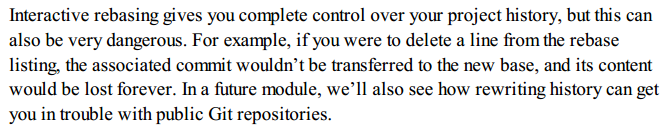 Interactive rebasing gives you complete control over your project history, but this can
also be very dangerous. For example, if you were to delete a line from the rebase
listing, the associated commit wouldn’t be transferred to the new base, and its content
would be lost forever. In a future module, we’ll also see how rewriting history can get
you in trouble with public Git repositories.